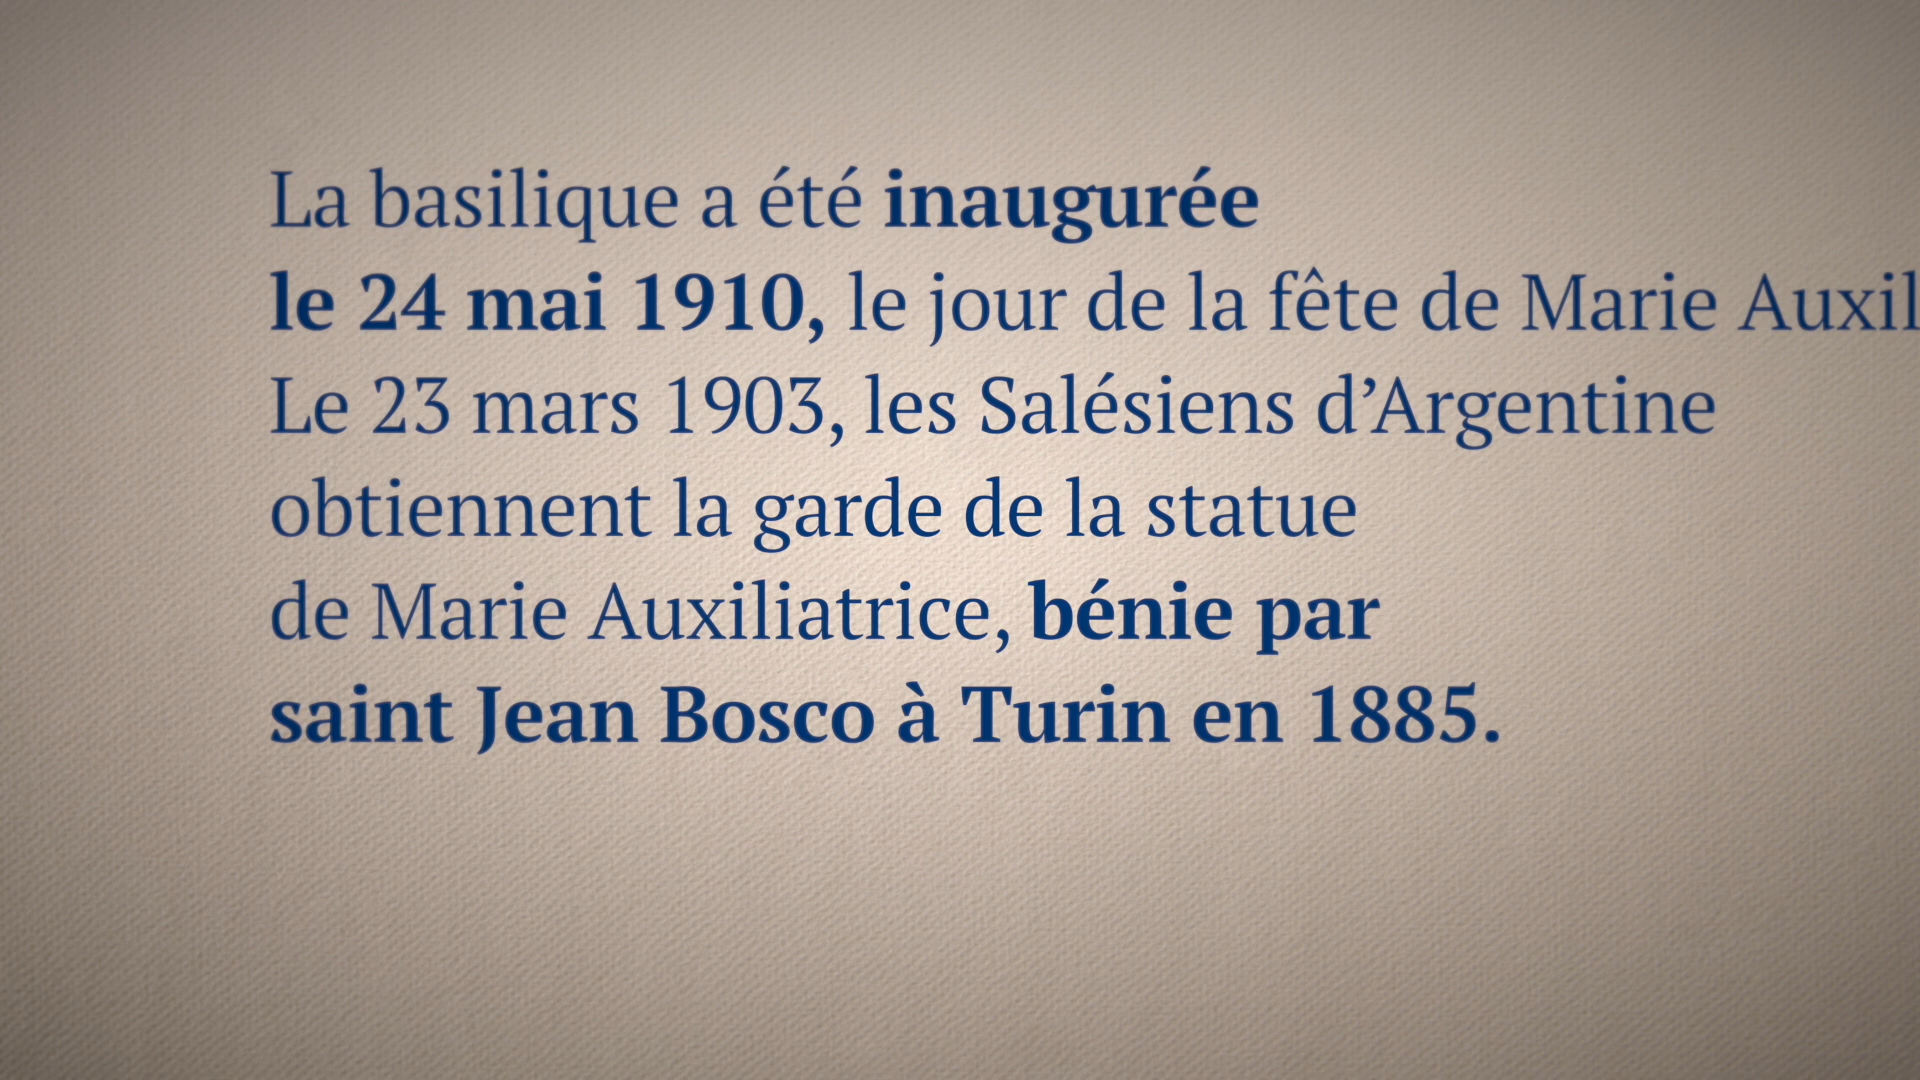 La basilique a été inaugurée
le 24 mai 1910, le jour de la fête de Marie Auxil
Le 23 mars 1903, les Salésiens d’Argentine
obtiennent la garde de la statue
de Marie Auxiliatrice, bénie par
saint Jean Bosco à Turin en 1885.